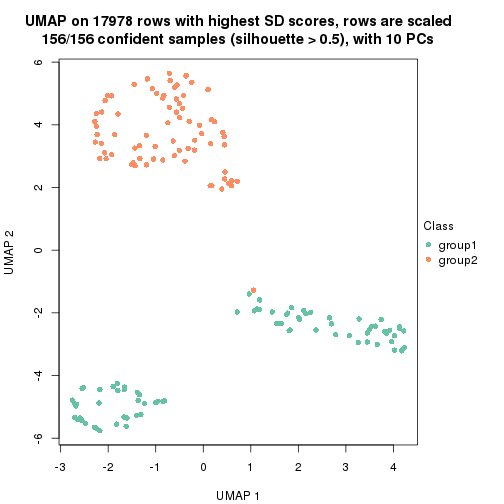 UMAP on 17978 rows with highest SD scores, rows are scaled
156/156 confident samples (silhouette > 0.5), with 10 PCs
6
4
2
0
-2
-4
-6
UMAP 2
-3
-2
-1
0
1
2
3
4
UMAP 1
Class
group1
group2